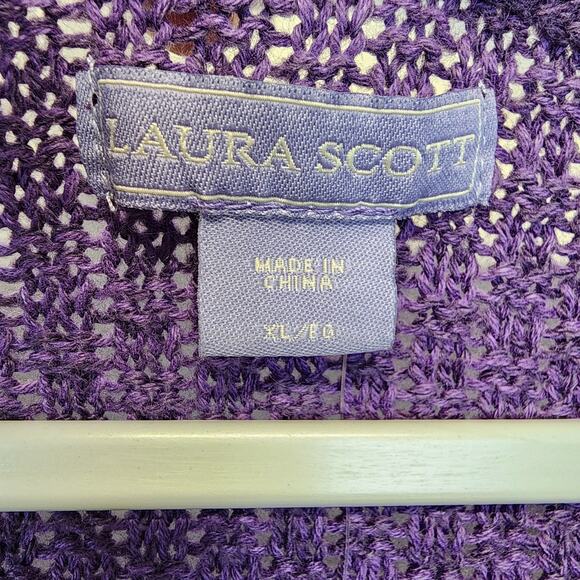 LAURA SCOTT
MADE IN
CHINA
XL/EG